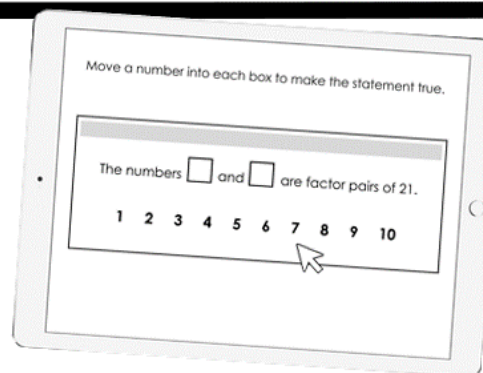 Move a number into each box to make the statement true.
The numbers and are factor pairs of 21.
1 2 3 4 5 6 7 8 9 10